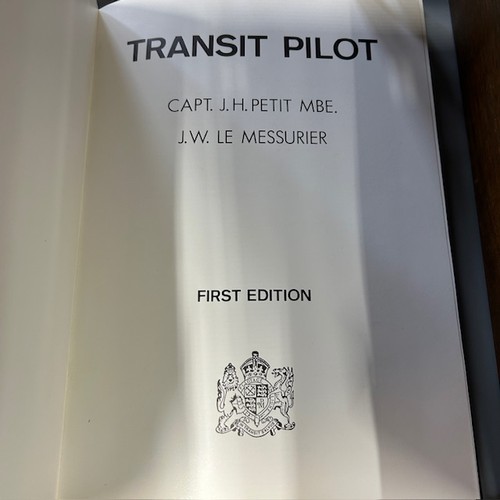 TRANSIT PILOT
CAPT. J.H. PETIT MBE.
J.W. LE MESSURIER
FIRST EDITION